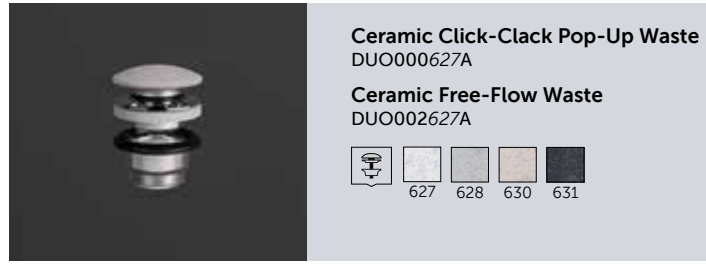 Ceramic Click-Clack Pop-Up Waste
DUO000627A
Ceramic Free-Flow Waste
DUO002627A
627 628 630 631